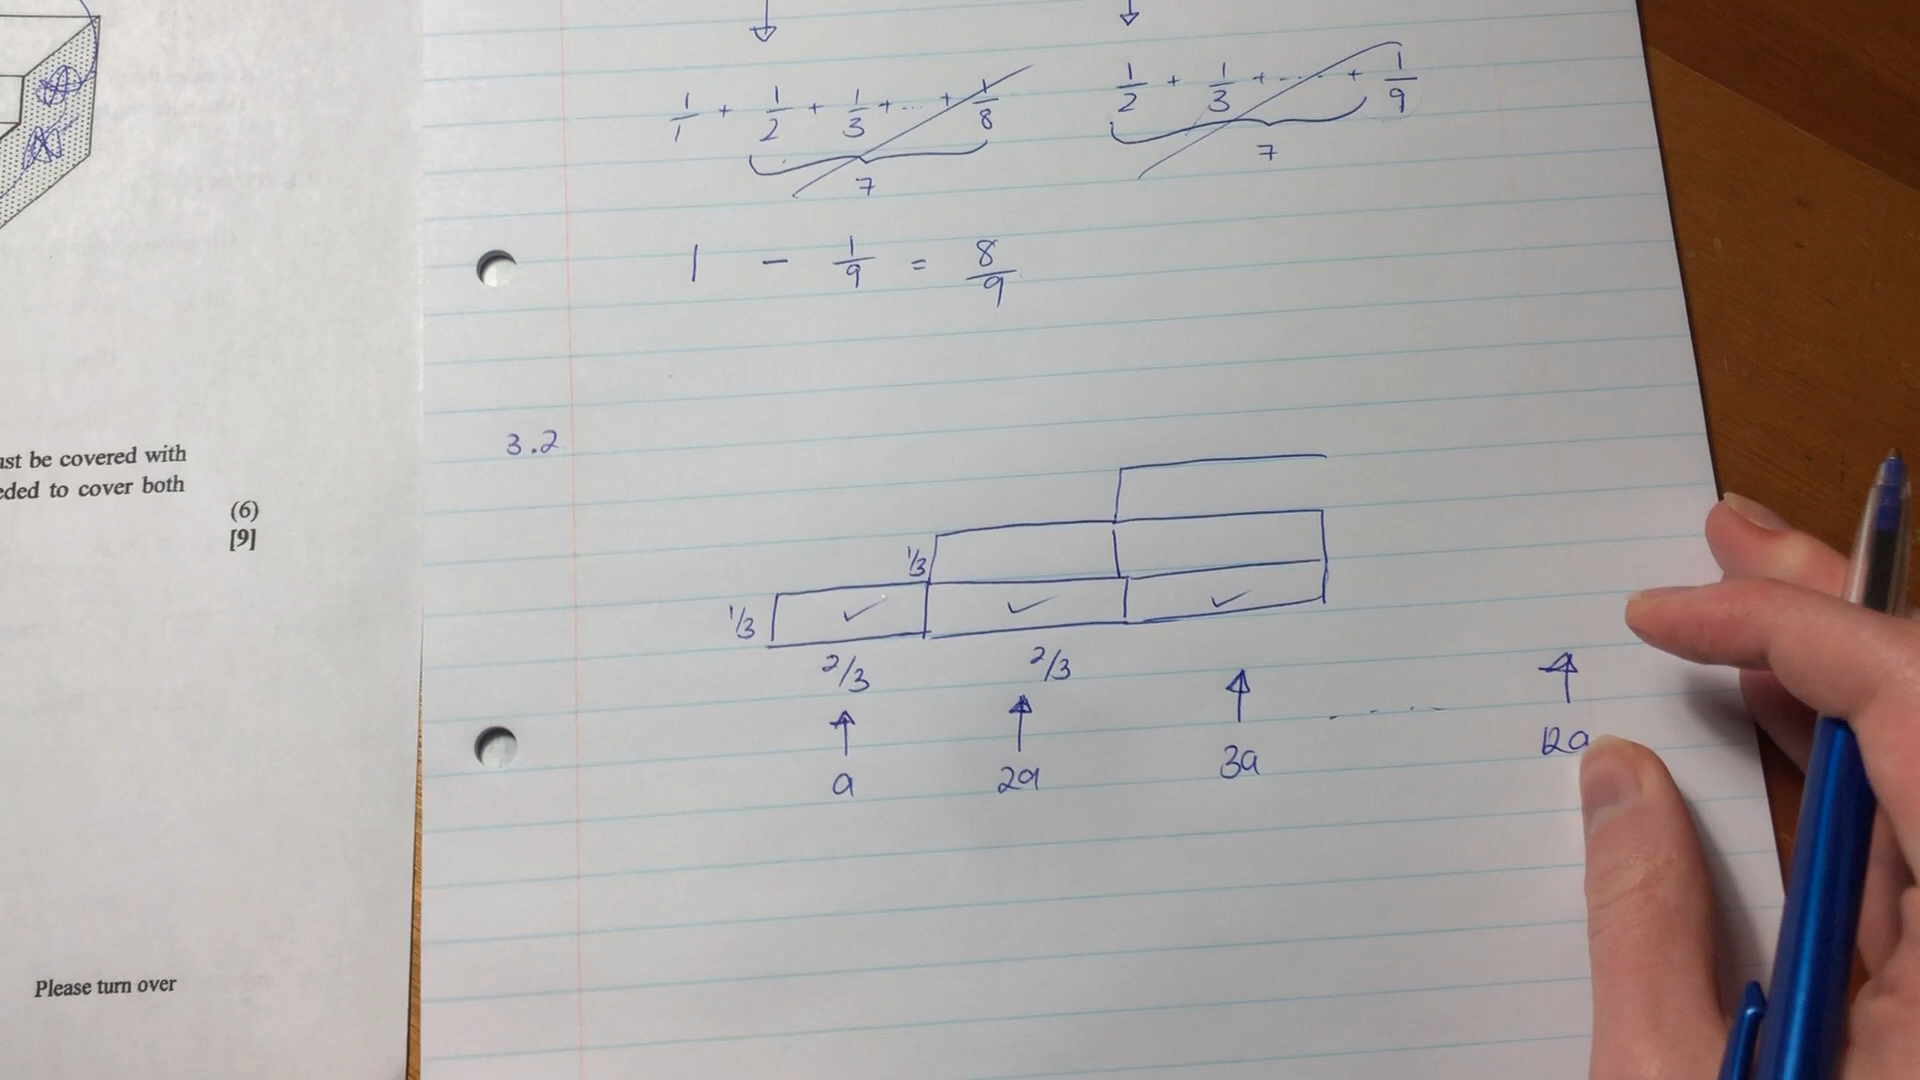 1/1 + 1/2 + 1/3 + ... + 1/8
7
1/2 + 1/3 + ... + 1/9
7
1 - 1/9 = 8/9
3.2
1/3
1/3
2/3 2/3
a 2a 3a ..... 12a
ust be covered with
eded to cover both
(6)
[9]
Please turn over